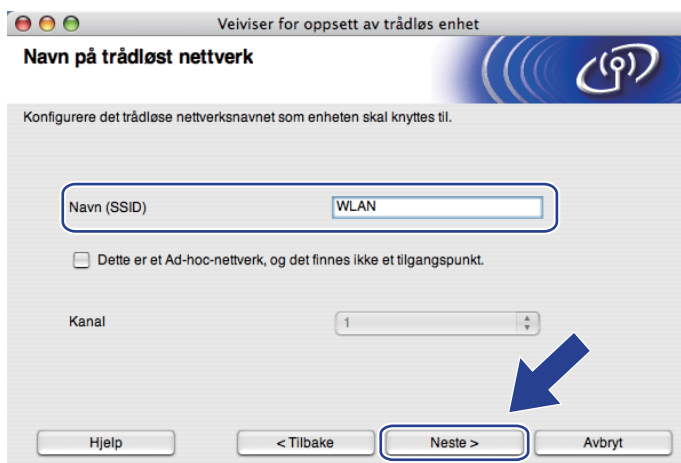 Veiviser for oppsett av trådløs enhet
Navn på trådløst nettverk
Konfigurere det trådløse nettverksnavnet som enheten skal knyttes til.
Navn (SSID) WLAN
Dette er et Ad-hoc-nettverk, og det finnes ikke et tilgangspunkt.
Kanal 1
Hjelp < Tilbake Neste > Avbryt